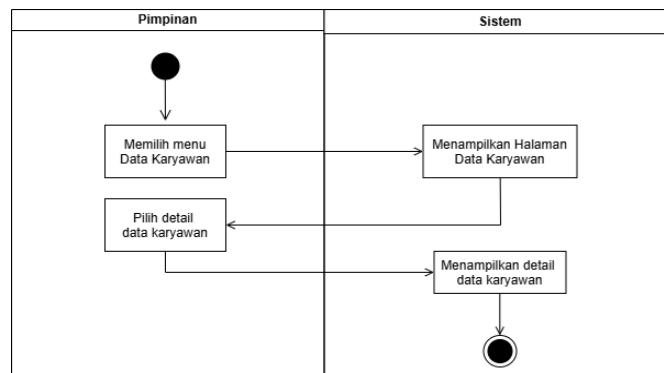 Pimpinan
Sistem
Memilih menu
Data Karyawan
Menampilkan Halaman
Data Karyawan
Pilih detail
data karyawan
Menampilkan detail
data karyawan